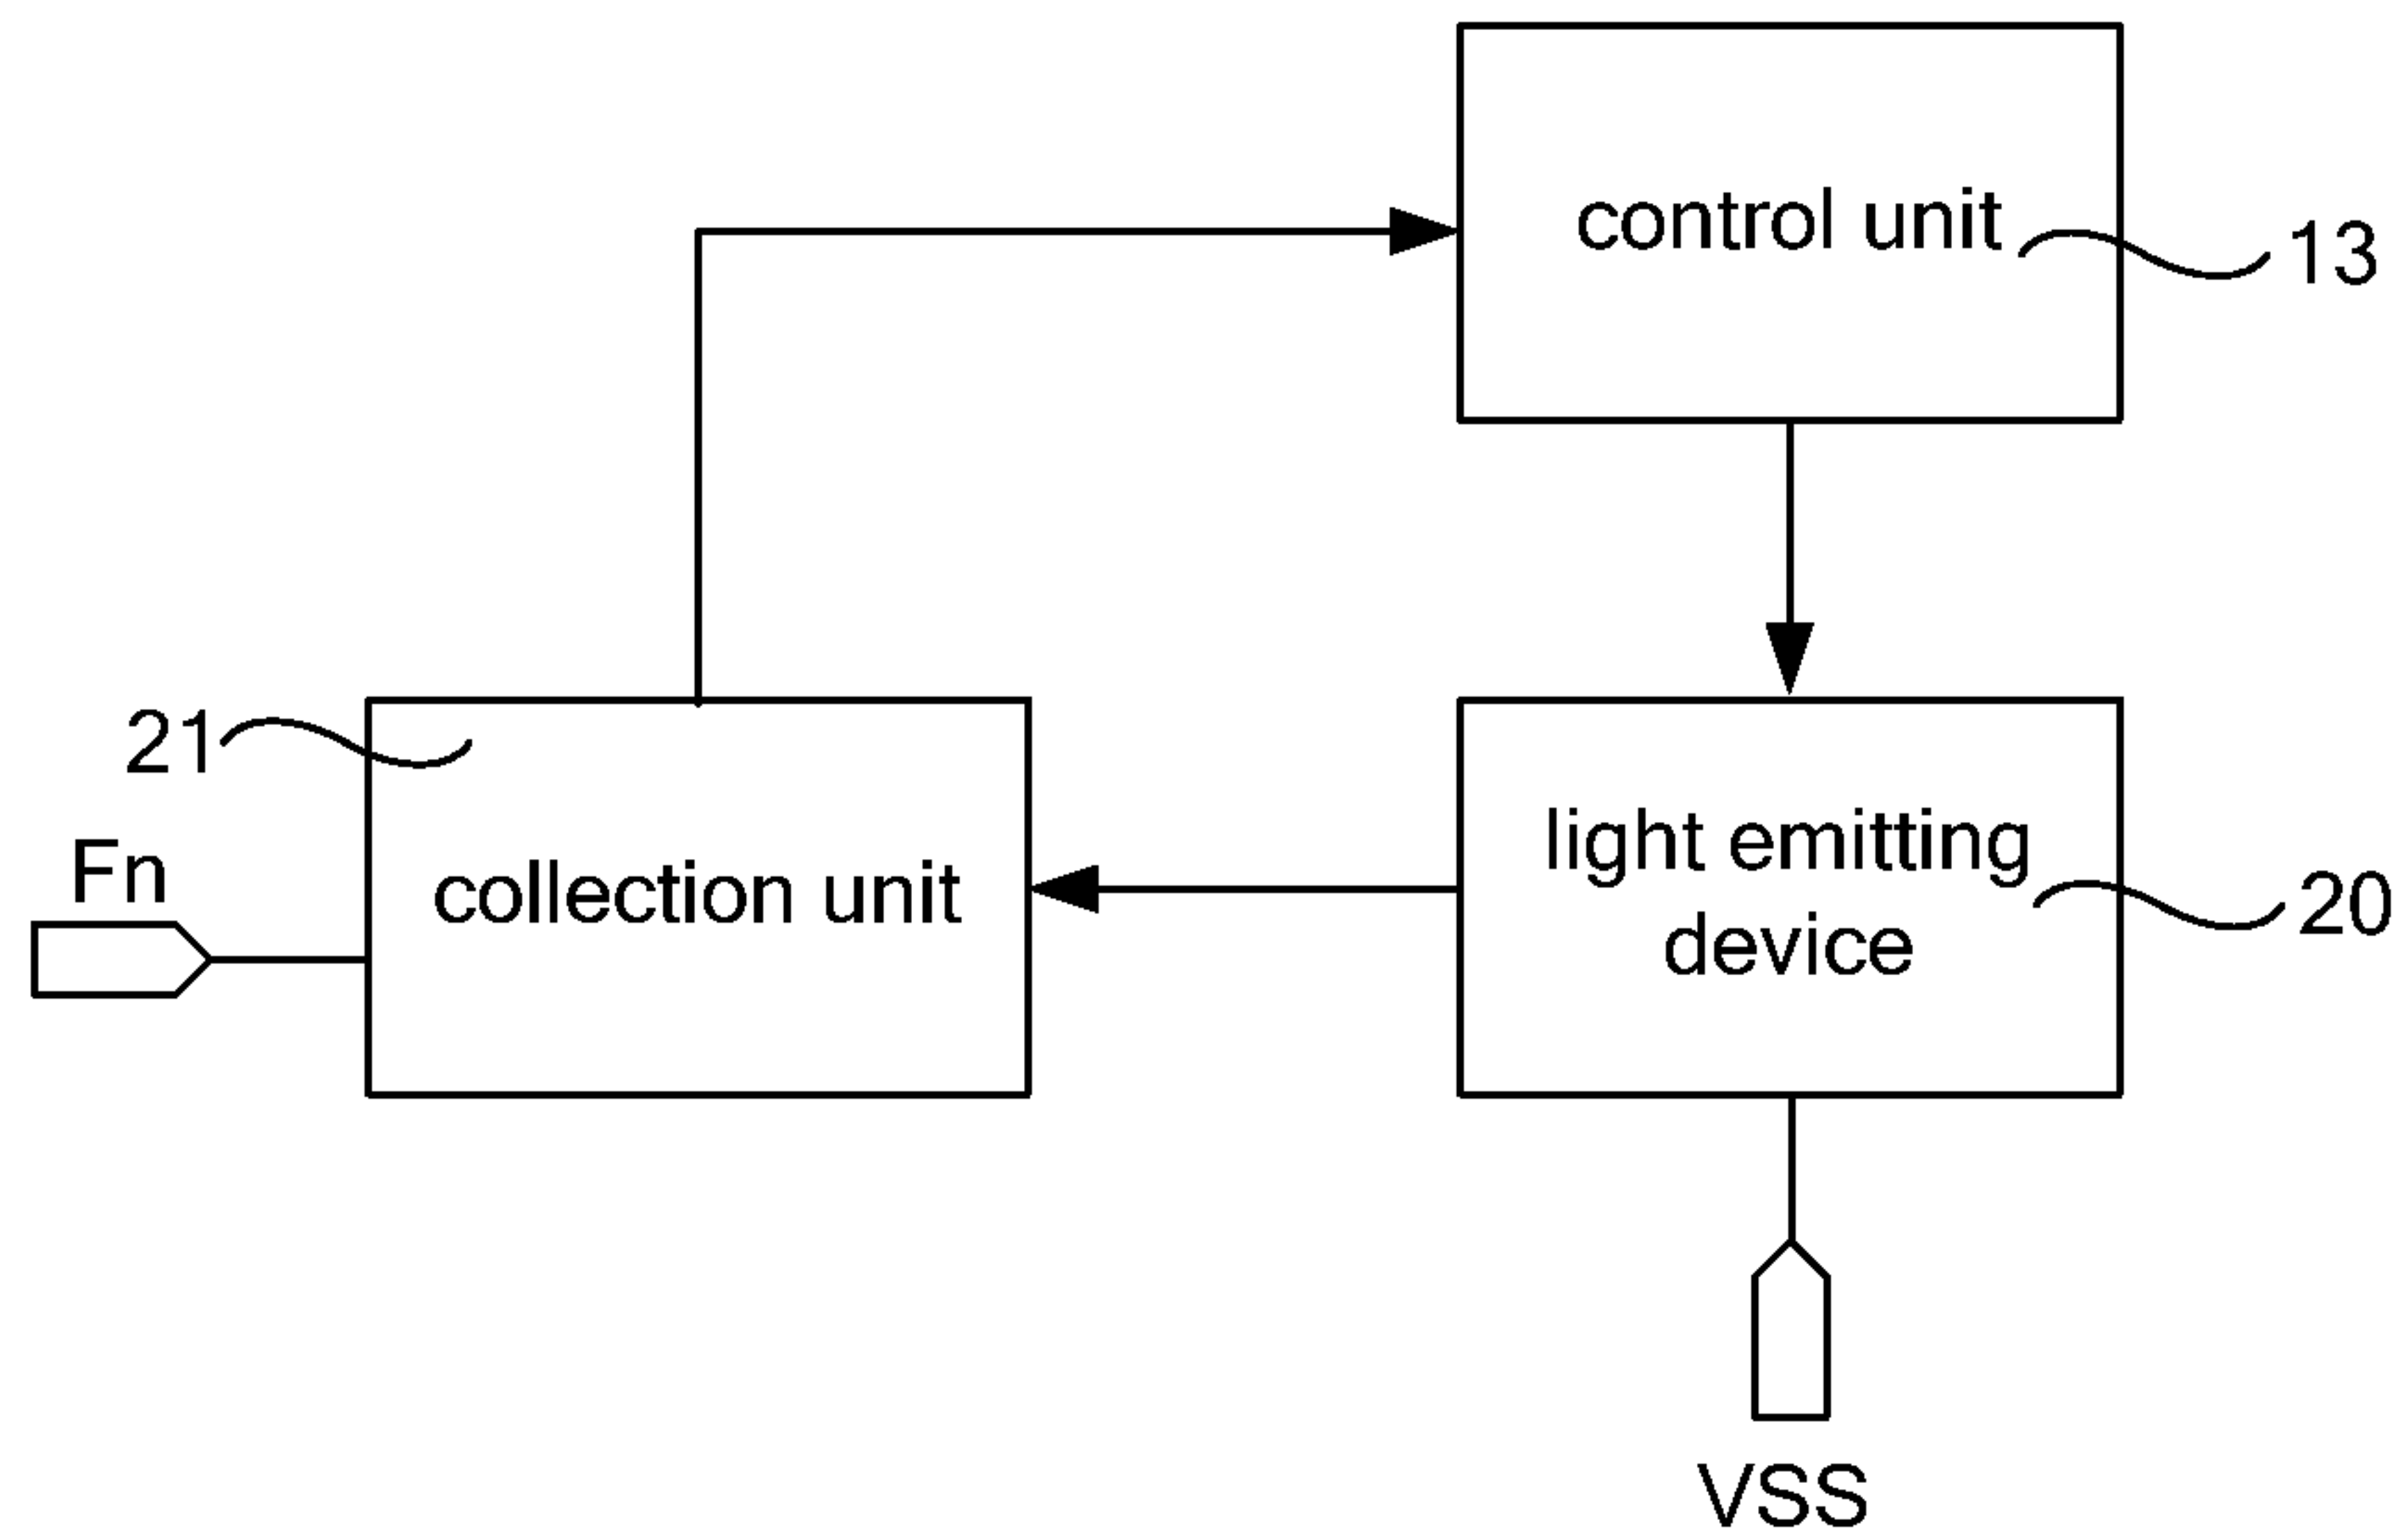 control unit
13
21
Fn
collection unit
light emitting
device
20
VSS